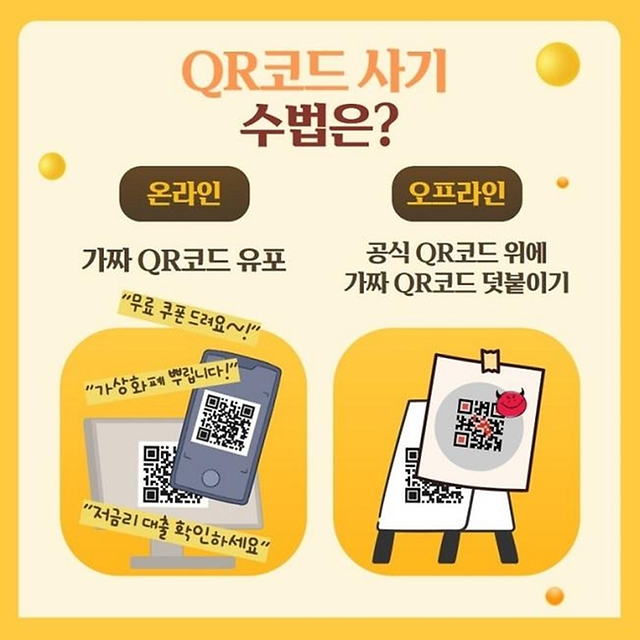 QR코드 사기
수법은?
온라인
가짜 QR코드 유포
"무료 쿠폰 드려요~!"
"가상화폐 뿌립니다!"
"저금리 대출 확인하세요"
오프라인
공식 QR코드 위에
가짜 QR코드 덧붙이기